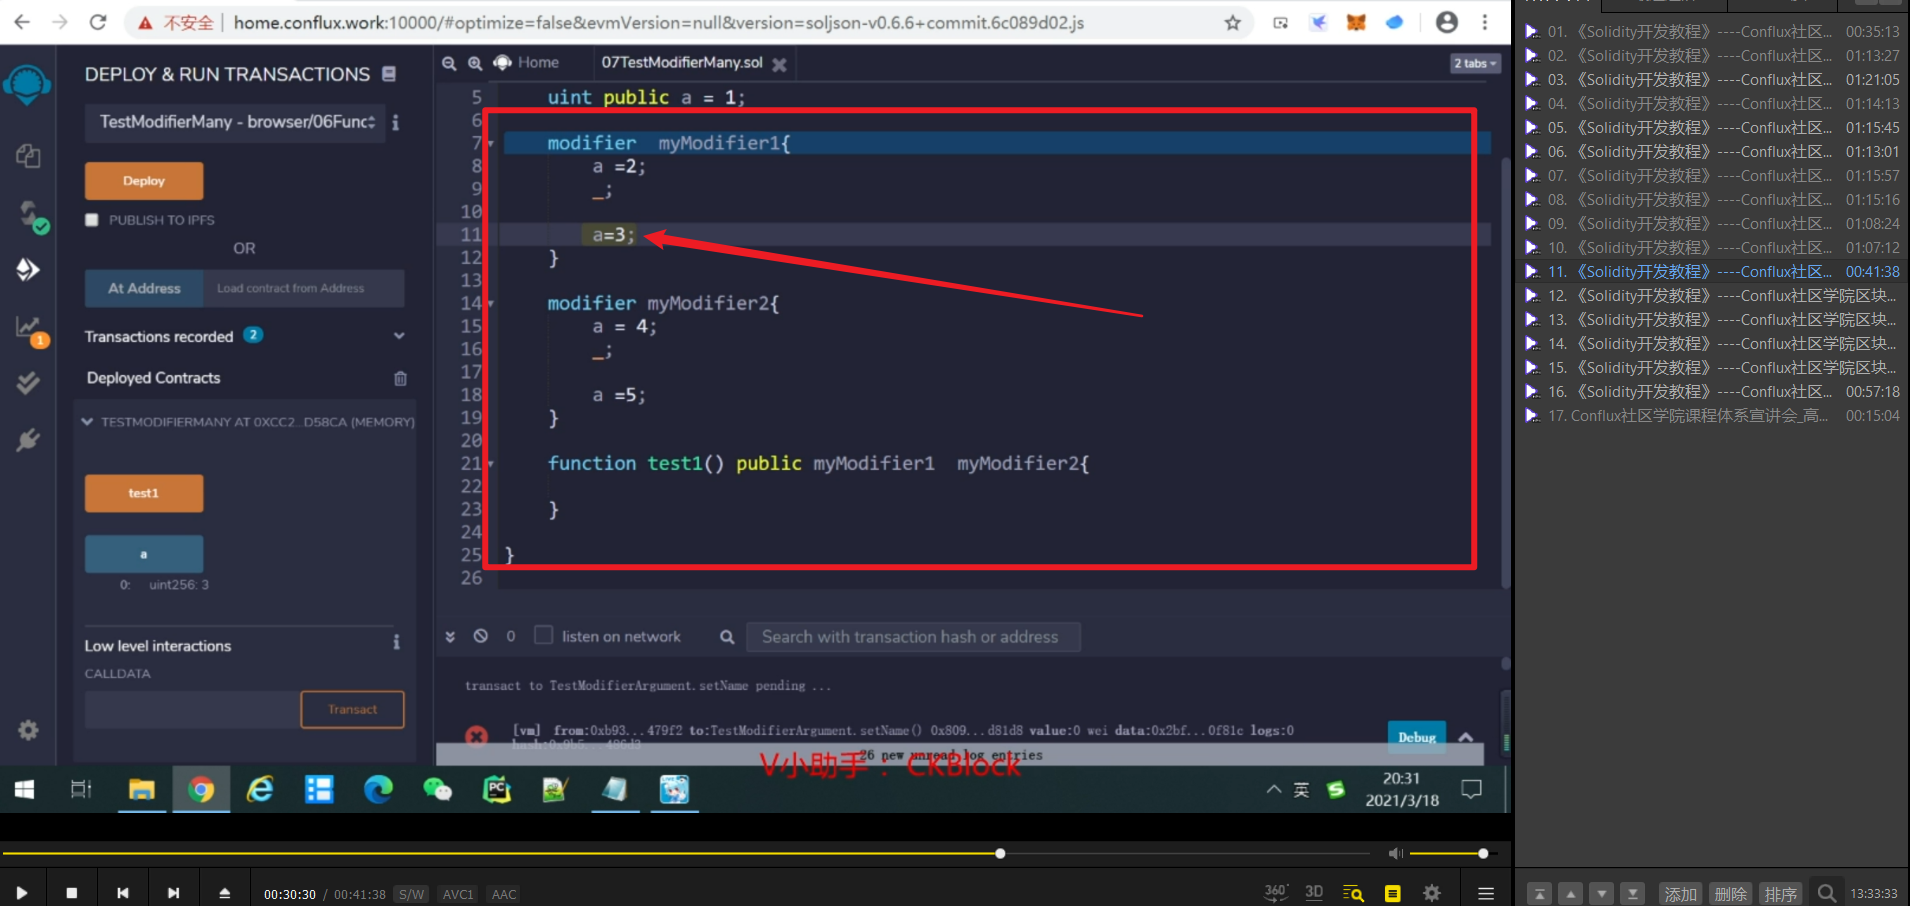 不安全 | home.conflux.work:10000/#optimize=false&evmVersion=null&version=soljson-v0.6.6+commit.6c089d02.js
DEPLOY & RUN TRANSACTIONS
TestModifierMany - browser/06Func
Deploy
PUBLISH TO IPFS
OR
At Address Load contract from Address
Transactions recorded 2
Deployed Contracts
TESTMODIFIERMANY AT 0XCC2...D58CA (MEMORY)
test1
a
0: uint256: 3
Low level interactions
CALLDATA
Transact
1
Home 07TestModifierMany.sol 2 tabs
5 uint public a = 1;
6
7 modifier myModifier1{
8 a =2;
9 _;
10
11 a=3;
12 }
13
14 modifier myModifier2{
15 a = 4;
16 _;
17
18 a =5;
19 }
20
21 function test1() public myModifier1 myModifier2{
22
23 }
24
25 }
26
0 listen on network Search with transaction hash or address
transact to TestModifierArgument.setName pending ...
[vm] from:0xb93...479f2 to:TestModifierArgument.setName() 0x809...d81d8 value:0 wei data:0x2bf...0f81c logs:0
Debug
26 new unread log entries
V小助手：CKBlock
英
20:31
2021/3/18
00:30:30 / 00:41:38 S/W AVC1 AAC
360° 3D
01. 《Solidity开发教程》----Conflux社区... 00:35:13
02. 《Solidity开发教程》----Conflux社区... 01:13:27
03. 《Solidity开发教程》----Conflux社区... 01:21:05
04. 《Solidity开发教程》----Conflux社区... 01:14:13
05. 《Solidity开发教程》----Conflux社区... 01:15:45
06. 《Solidity开发教程》----Conflux社区... 01:13:01
07. 《Solidity开发教程》----Conflux社区... 01:15:57
08. 《Solidity开发教程》----Conflux社区... 01:15:16
09. 《Solidity开发教程》----Conflux社区... 01:08:24
10. 《Solidity开发教程》----Conflux社区... 01:07:12
11. 《Solidity开发教程》----Conflux社区... 00:41:38
12. 《Solidity开发教程》----Conflux社区学院区块...
13. 《Solidity开发教程》----Conflux社区学院区块...
14. 《Solidity开发教程》----Conflux社区学院区块...
15. 《Solidity开发教程》----Conflux社区学院区块...
16. 《Solidity开发教程》----Conflux社区... 00:57:18
17. Conflux社区学院课程体系宣讲会_高... 00:15:04
添加 删除 排序 13:33:33